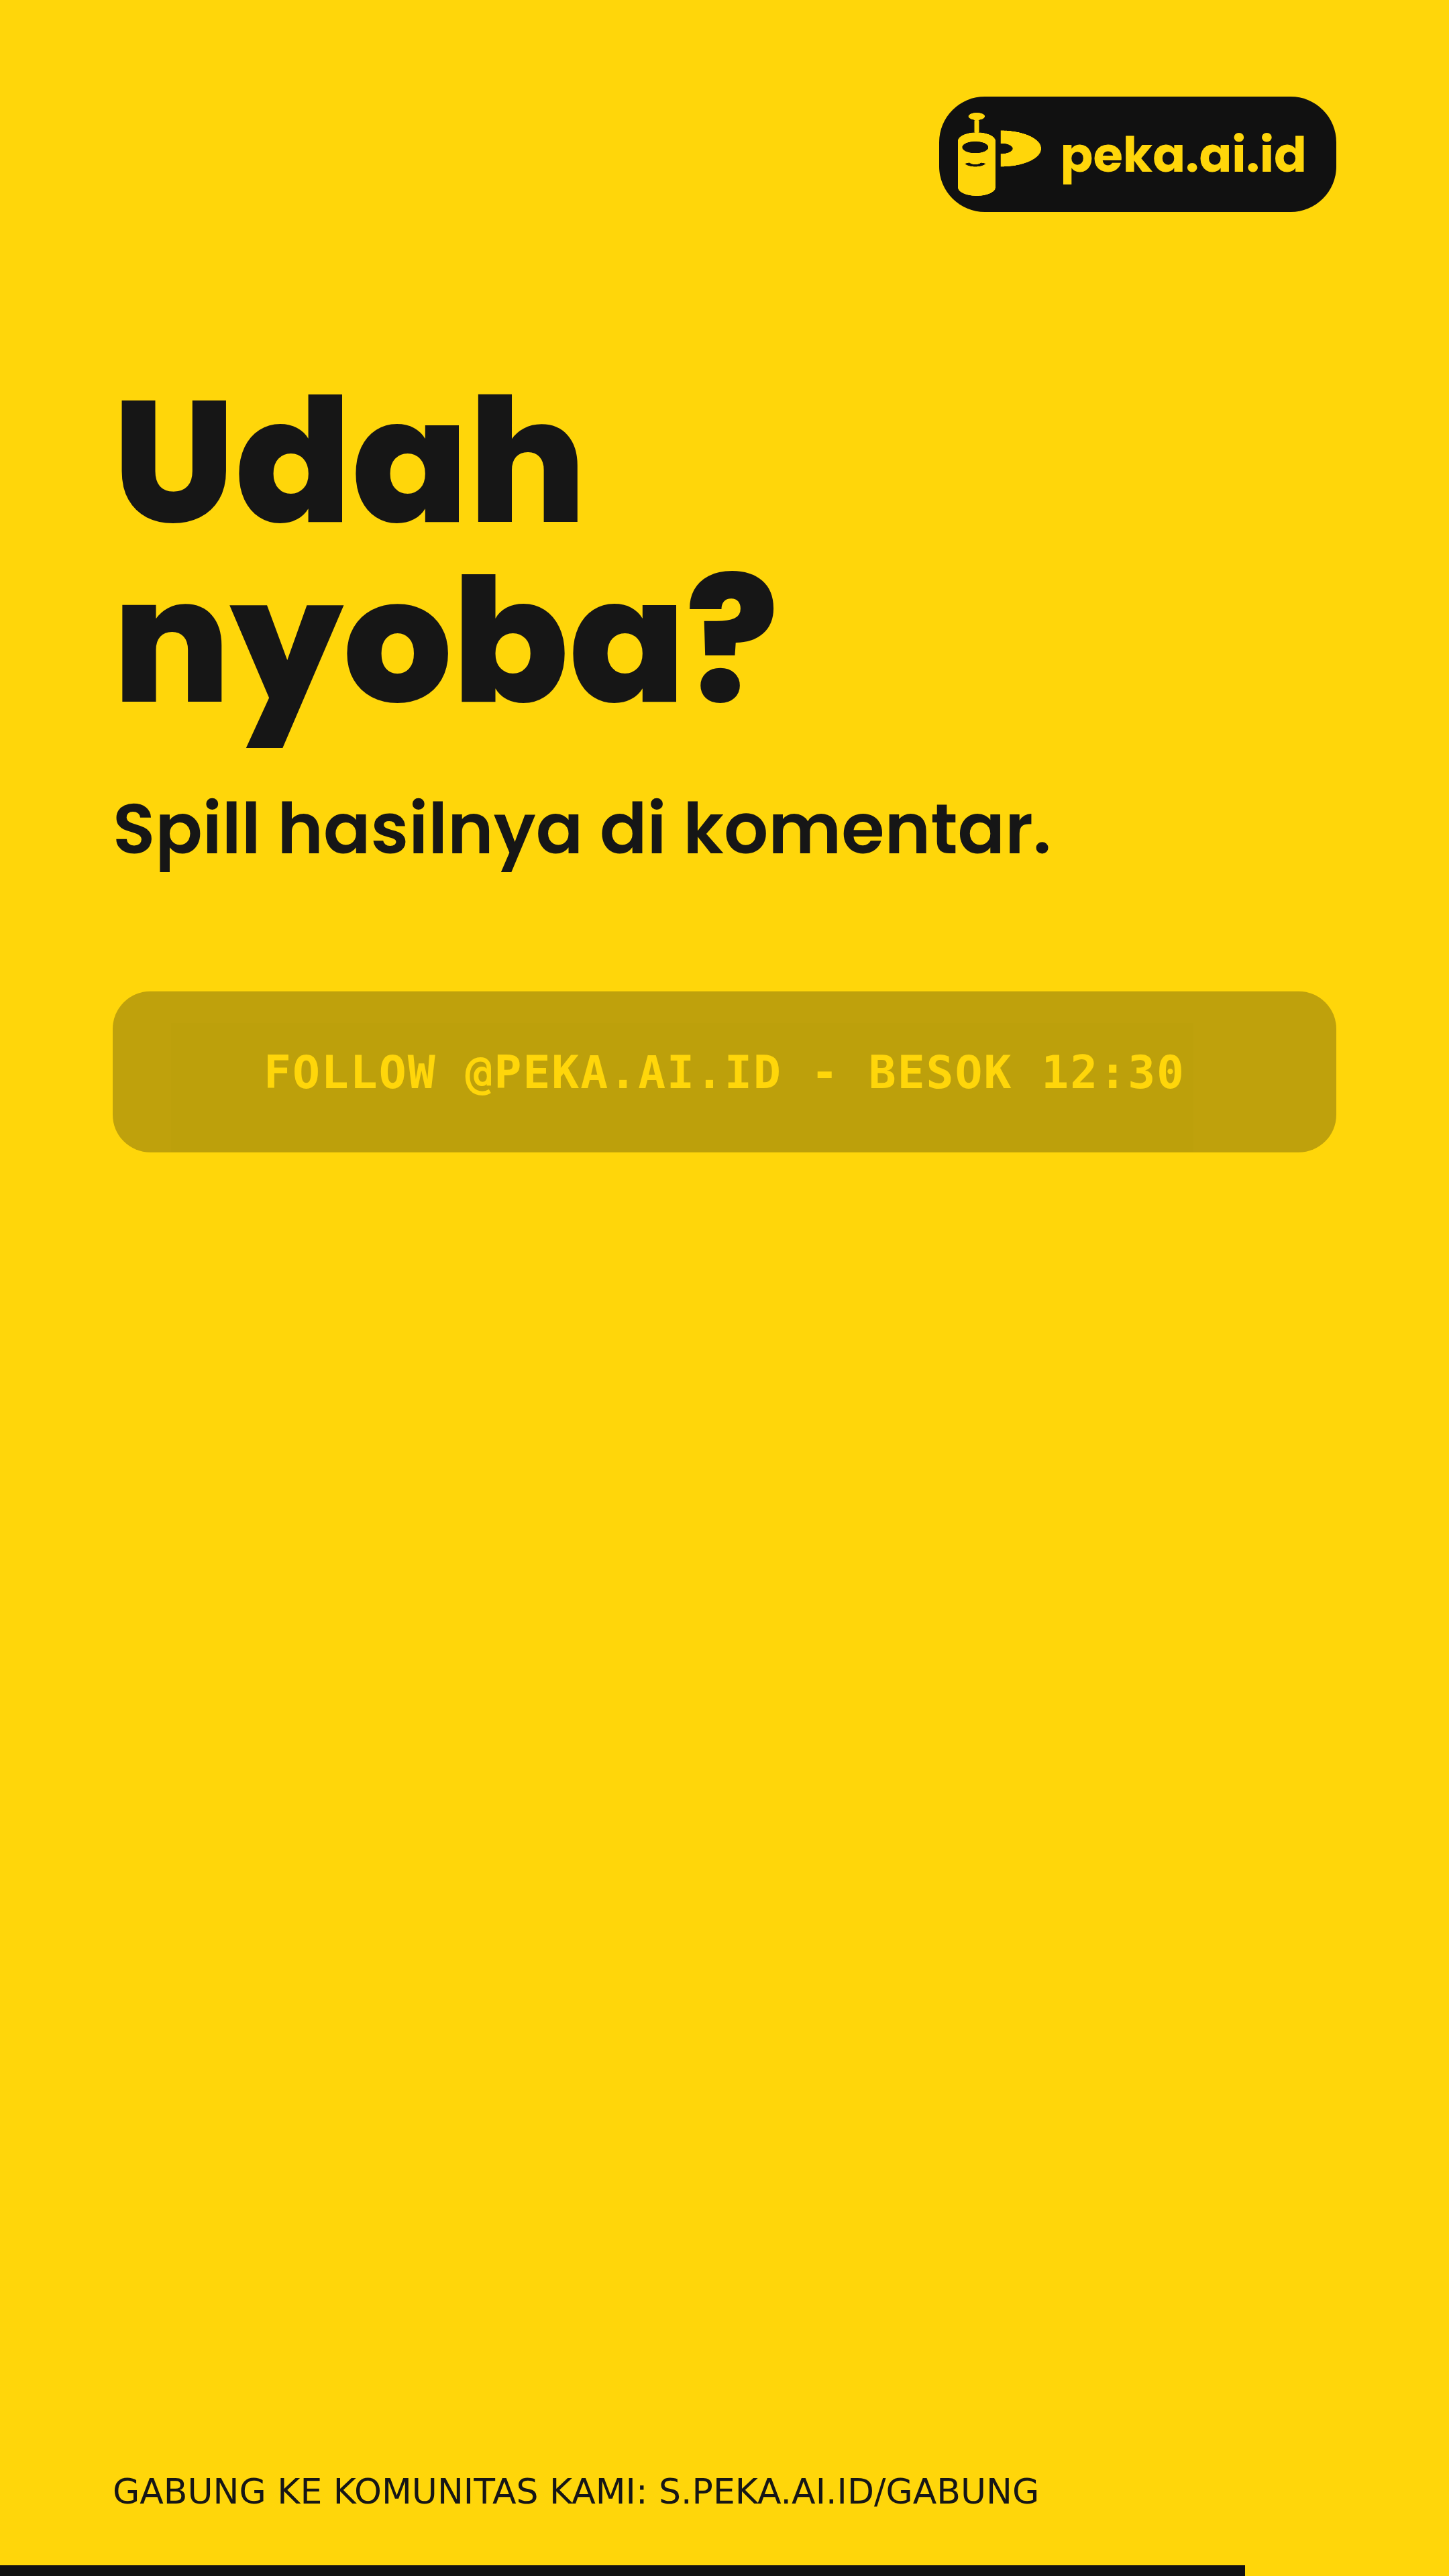 peka.ai.id
Udah
nyoba?
Spill hasilnya di komentar.
FOLLOW @PEKA.AI.ID - BESOK 12:30
GABUNG KE KOMUNITAS KAMI: S.PEKA.AI.ID/GABUNG